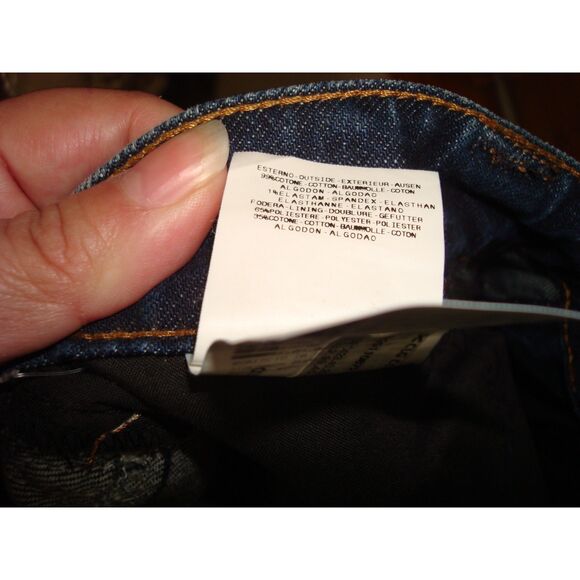 ESTERNO-OUTSIDE-EXTERIEUR-AUSEN
99%COTONE-COTTON-BAUMWOLLE-COTON
ALGODON-ALGODAO
1%ELASTAM-SPANDEX-ELASTHAN
ELASTHANNE-ELASTANO
FODERA-LINING-DOUBLURE-GEFUTTER
65%POLIESTERE-POLYESTER-POLIESTER
35%COTONE-COTTON-BAUMWOLLE-COTON
ALGODON-ALGODAO